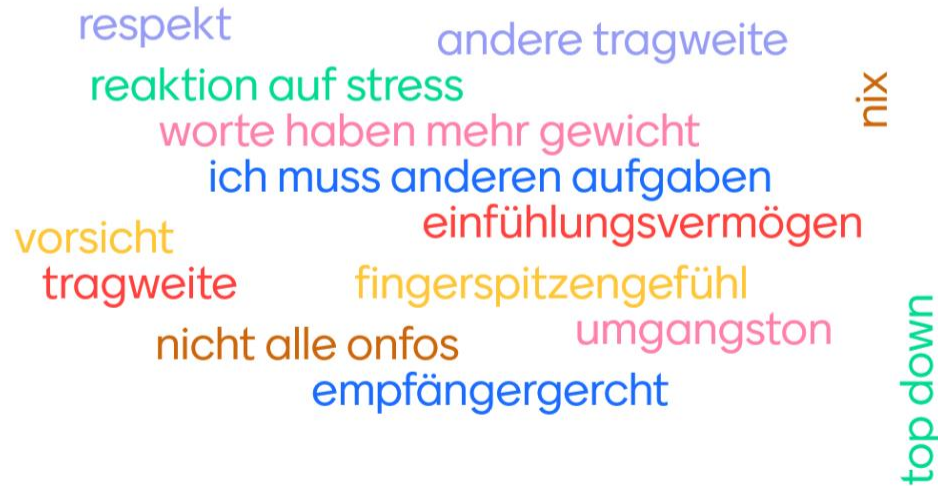 respekt
andere tragweite
reaktion auf stress
nix
worte haben mehr gewicht
ich muss anderen aufgaben
einfühlungsvermögen
vorsicht
tragweite
fingerspitzengefühl
umgangston
nicht alle onfos
empfängergercht
top down